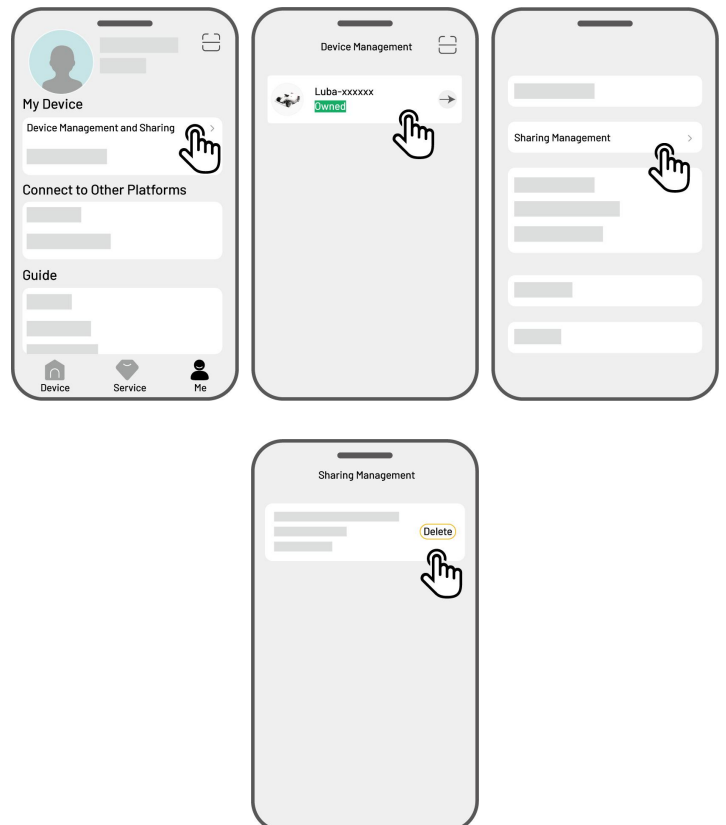 My Device
Device Management and Sharing
Connect to Other Platforms
Guide
Device
Service
Me
Device Management
Luba-xxxxxx
Owned
Sharing Management
Sharing Management
Delete